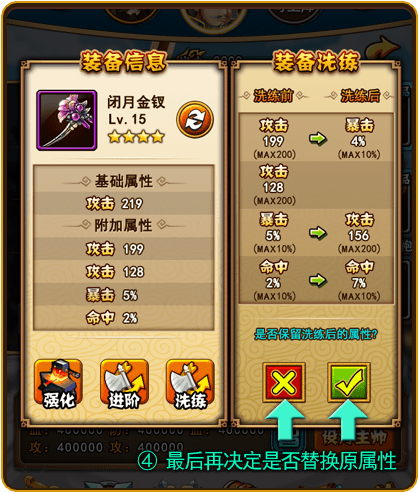 装备信息
闭月金钗
Lv. 15
基础属性
攻击 219
附加属性
攻击 199
攻击 128
暴击 5%
命中 2%
强化 进阶 洗练
装备洗练
洗练前 洗练后
攻击 暴击
199 4%
(MAX200) (MAX10%)
攻击
128
(MAX200)
暴击 攻击
5% 156
(MAX10%) (MAX200)
命中 命中
2% 7%
(MAX10%) (MAX10%)
是否保留洗练后的属性?
攻: 400000 攻: 400000
④ 最后再决定是否替换原属性